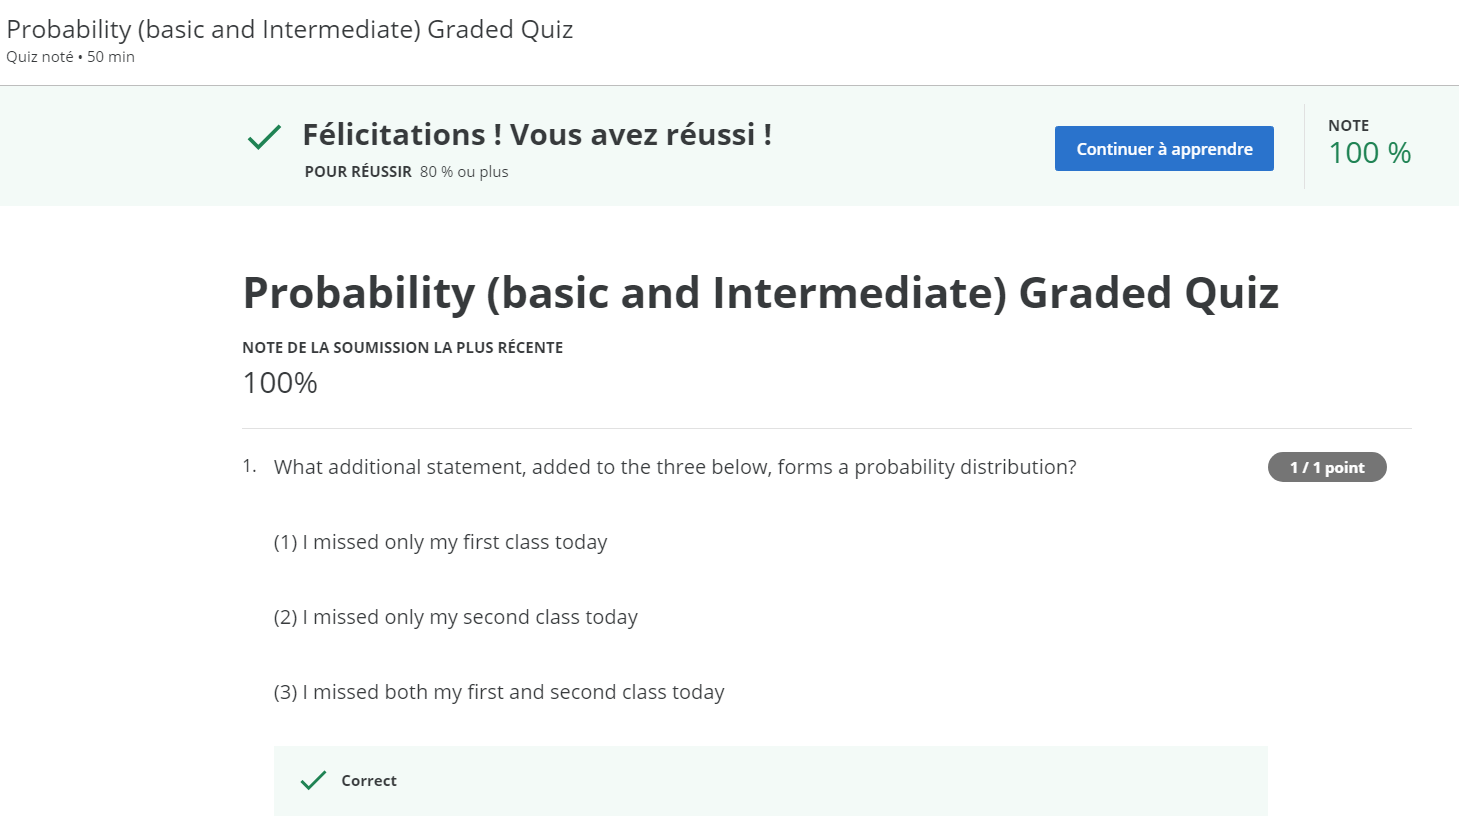 Probability (basic and Intermediate) Graded Quiz
Quiz noté • 50 min
Félicitations ! Vous avez réussi !
POUR RÉUSSIR 80 % ou plus
Continuer à apprendre
NOTE
100 %
Probability (basic and Intermediate) Graded Quiz
NOTE DE LA SOUMISSION LA PLUS RÉCENTE
100%
1. What additional statement, added to the three below, forms a probability distribution?
1 / 1 point
(1) I missed only my first class today
(2) I missed only my second class today
(3) I missed both my first and second class today
Correct